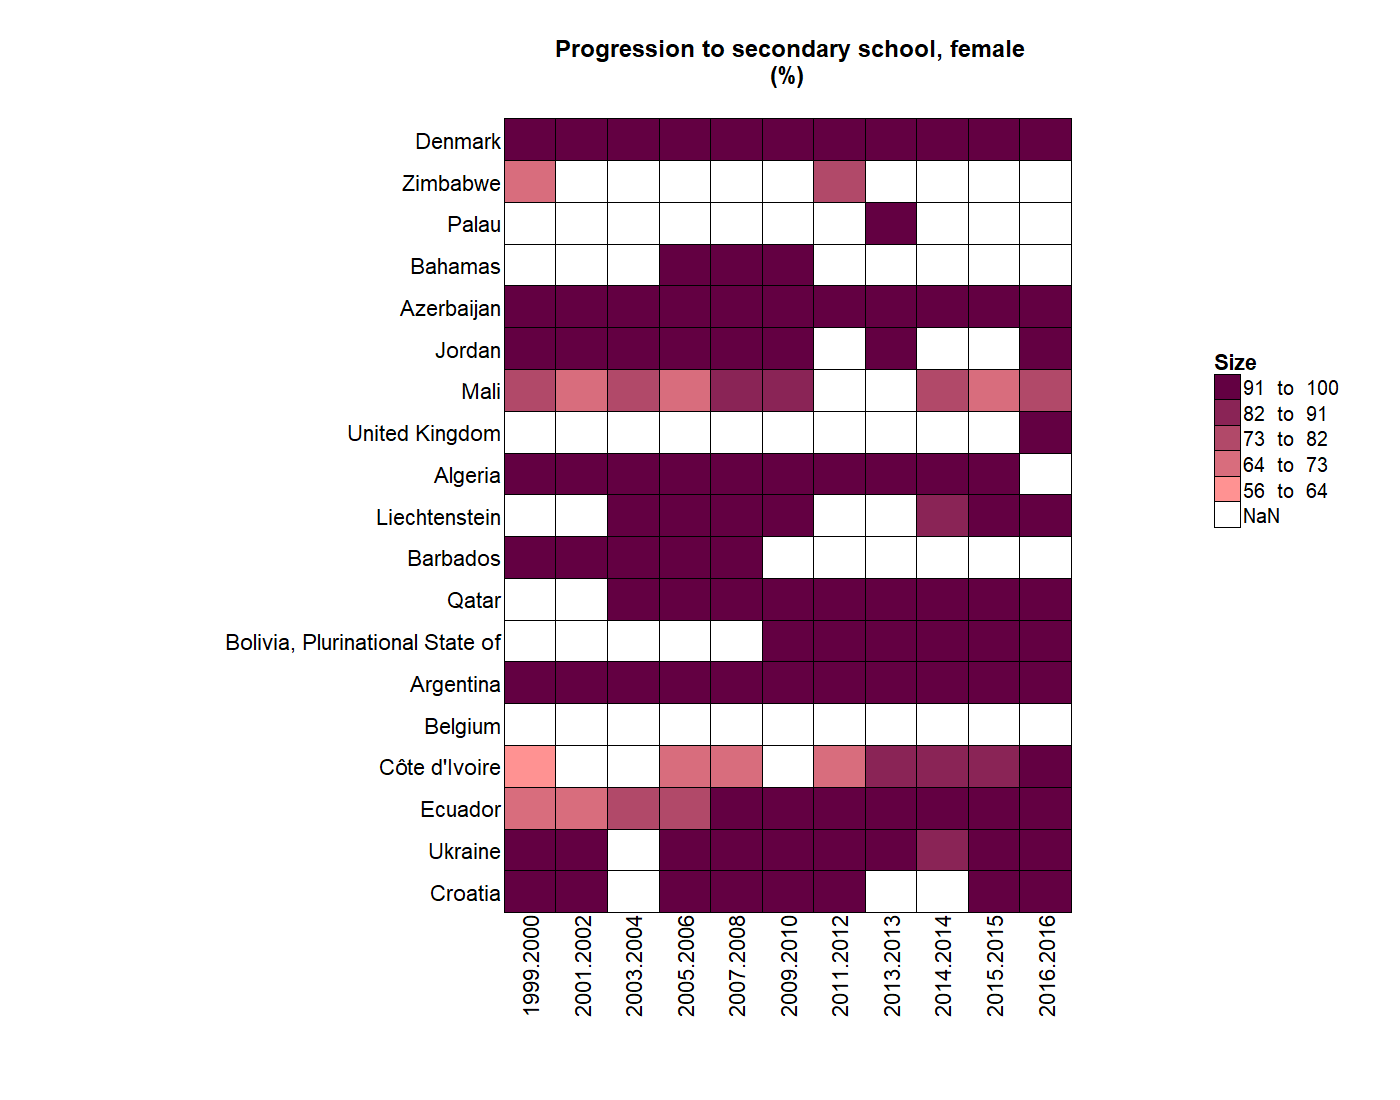 Progression to secondary school, female
(%)
Denmark
Zimbabwe
Palau
Bahamas
Azerbaijan
Jordan
Mali
United Kingdom
Algeria
Liechtenstein
Barbados
Qatar
Bolivia, Plurinational State of
Argentina
Belgium
Côte d'Ivoire
Ecuador
Ukraine
Croatia
1999.2000
2001.2002
2003.2004
2005.2006
2007.2008
2009.2010
2011.2012
2013.2013
2014.2014
2015.2015
2016.2016
Size
91 to 100
82 to 91
73 to 82
64 to 73
56 to 64
NaN